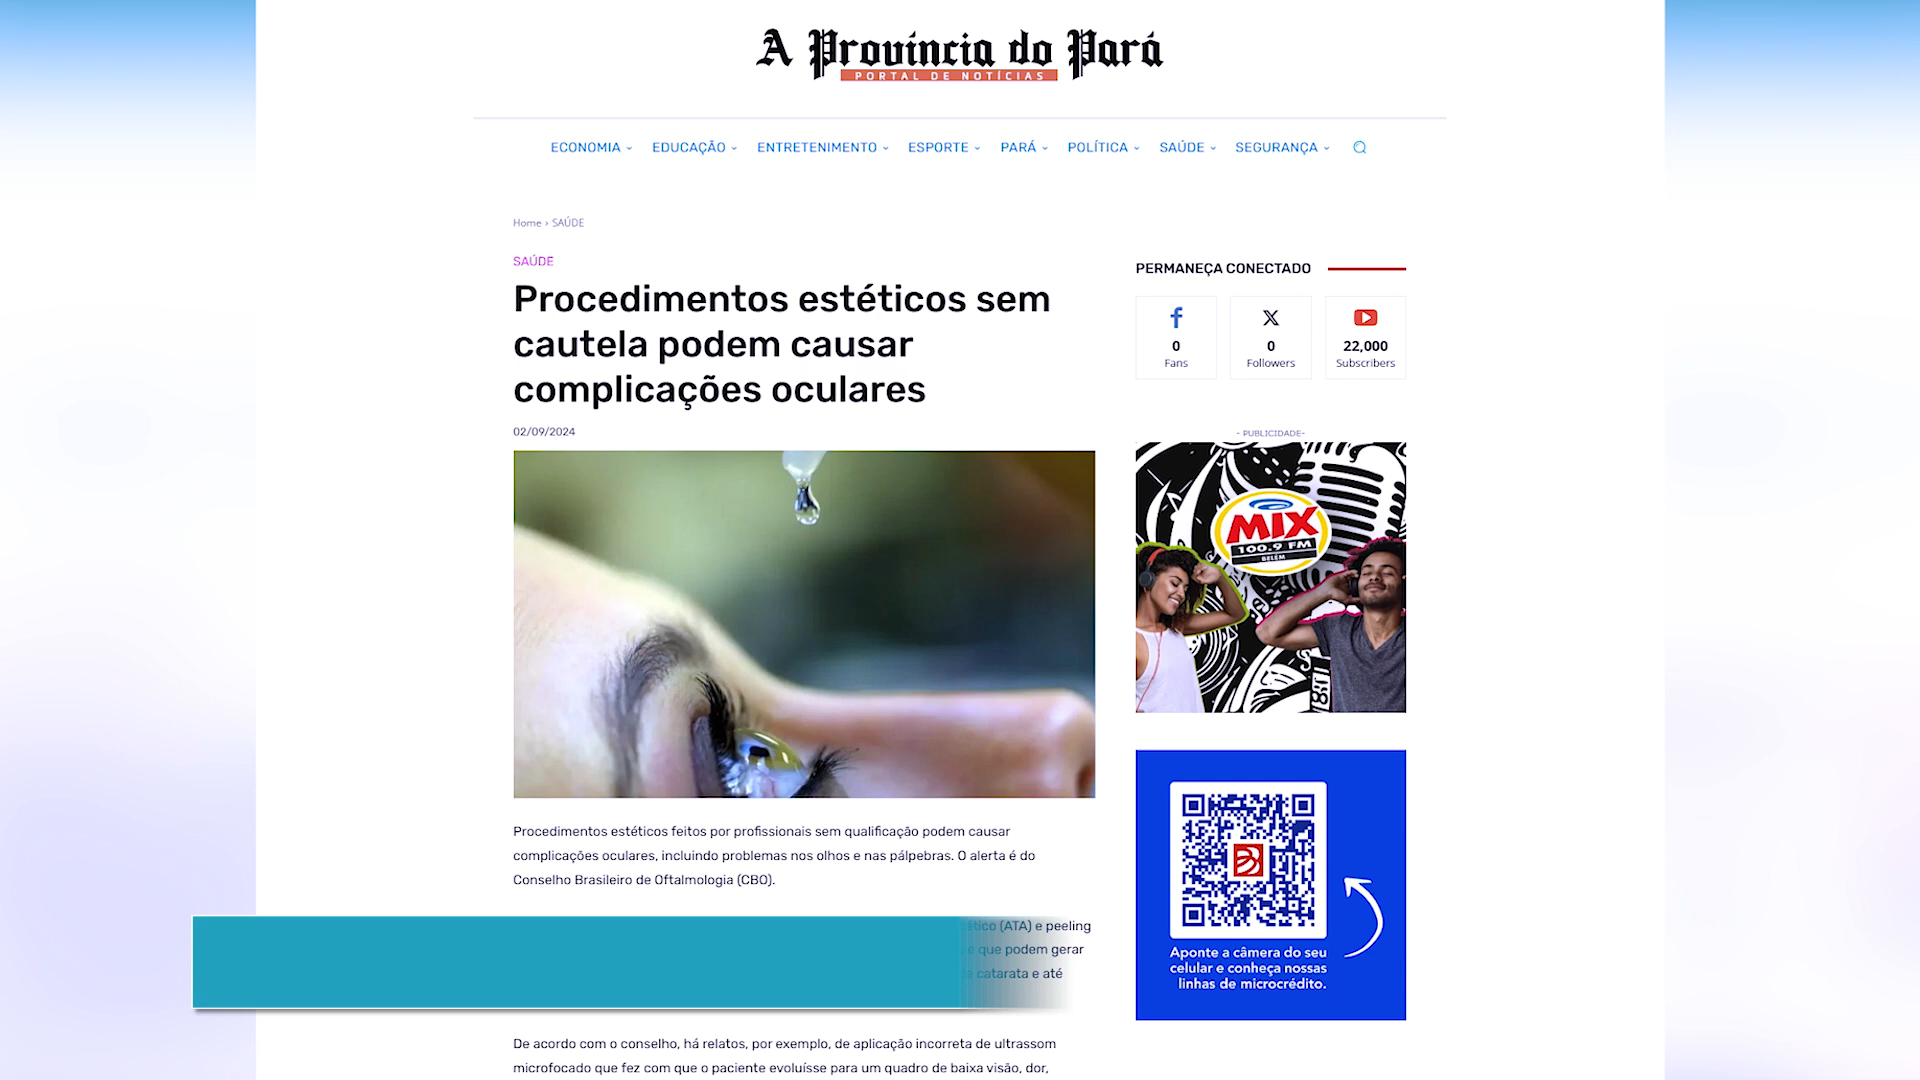 A Província do Pará
PORTAL DE NOTÍCIAS
ECONOMIA EDUCAÇÃO ENTRETENIMENTO ESPORTE PARÁ POLÍTICA SAÚDE SEGURANÇA
Home › SAÚDE
SAÚDE
Procedimentos estéticos sem
cautela podem causar
complicações oculares
02/09/2024
Procedimentos estéticos feitos por profissionais sem qualificação podem causar
complicações oculares, incluindo problemas nos olhos e nas pálpebras. O alerta é do
Conselho Brasileiro de Oftalmologia (CBO).
(ATA) e peeling
e que podem gerar
catarata e até
De acordo com o conselho, há relatos, por exemplo, de aplicação incorreta de ultrassom
microfocado que fez com que o paciente evoluísse para um quadro de baixa visão, dor,
PERMANEÇA CONECTADO
0 0 22,000
Fans Followers Subscribers
- PUBLICIDADE-
MIX
100.9 FM
BELÉM
Aponte a câmera do seu
celular e conheça nossas
linhas de microcrédito.